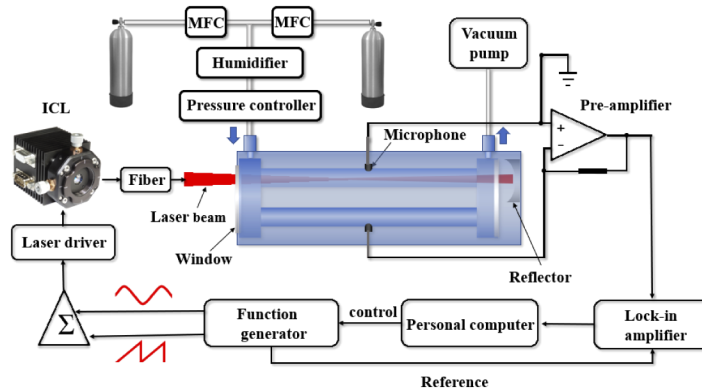 MFC
MFC
Humidifier
Pressure controller
Vacuum
pump
ICL
Fiber
Laser beam
Microphone
Pre-amplifier
+
−
Window
Reflector
Laser driver
Σ
Function
generator
control
Personal computer
Lock-in
amplifier
Reference